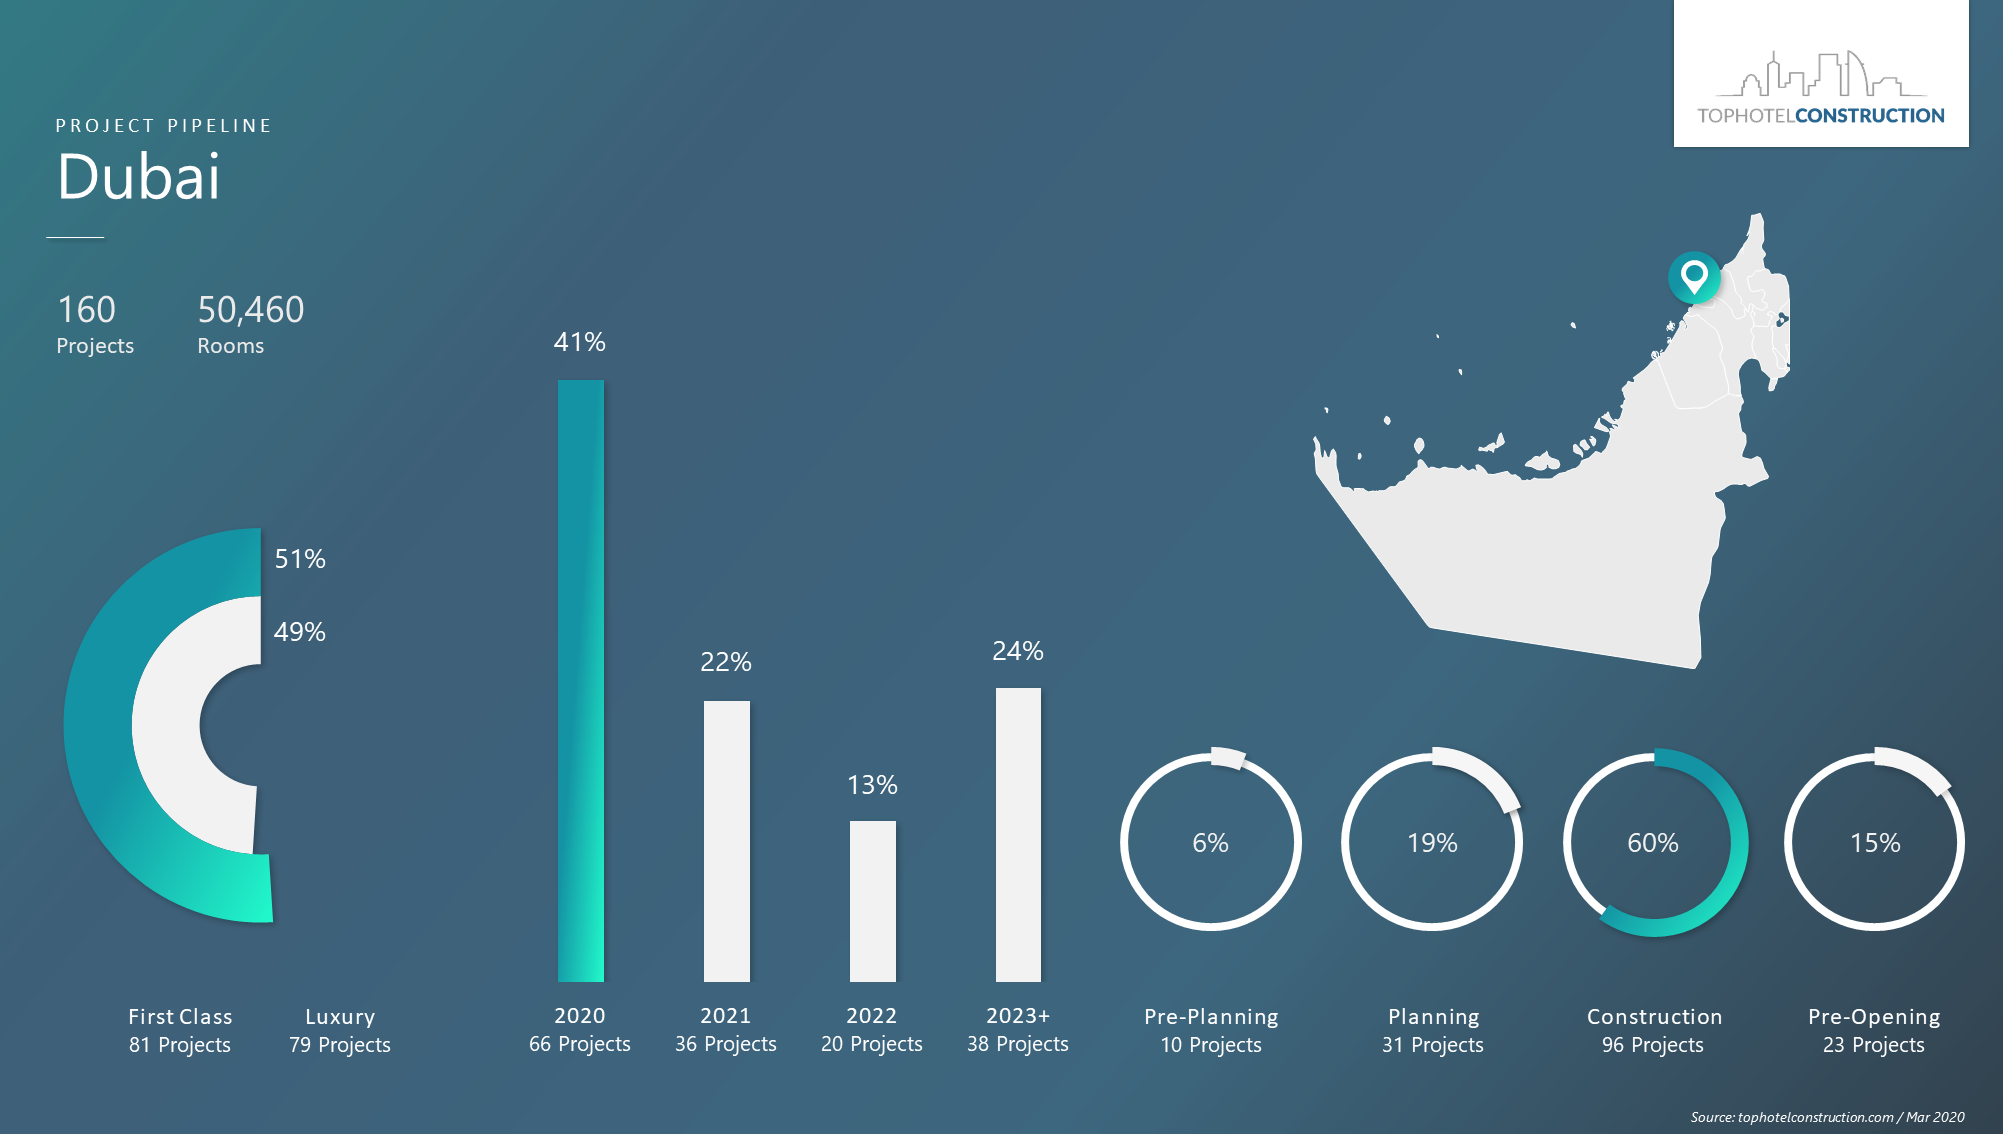 TOPHOTELCONSTRUCTION
PROJECT PIPELINE
Dubai
160
Projects
50,460
Rooms
51%
49%
First Class
81 Projects
Luxury
79 Projects
41%
22%
13%
24%
2020
66 Projects
2021
36 Projects
2022
20 Projects
2023+
38 Projects
6%
19%
60%
15%
Pre-Planning
10 Projects
Planning
31 Projects
Construction
96 Projects
Pre-Opening
23 Projects
Source: tophotelconstruction.com / Mar 2020